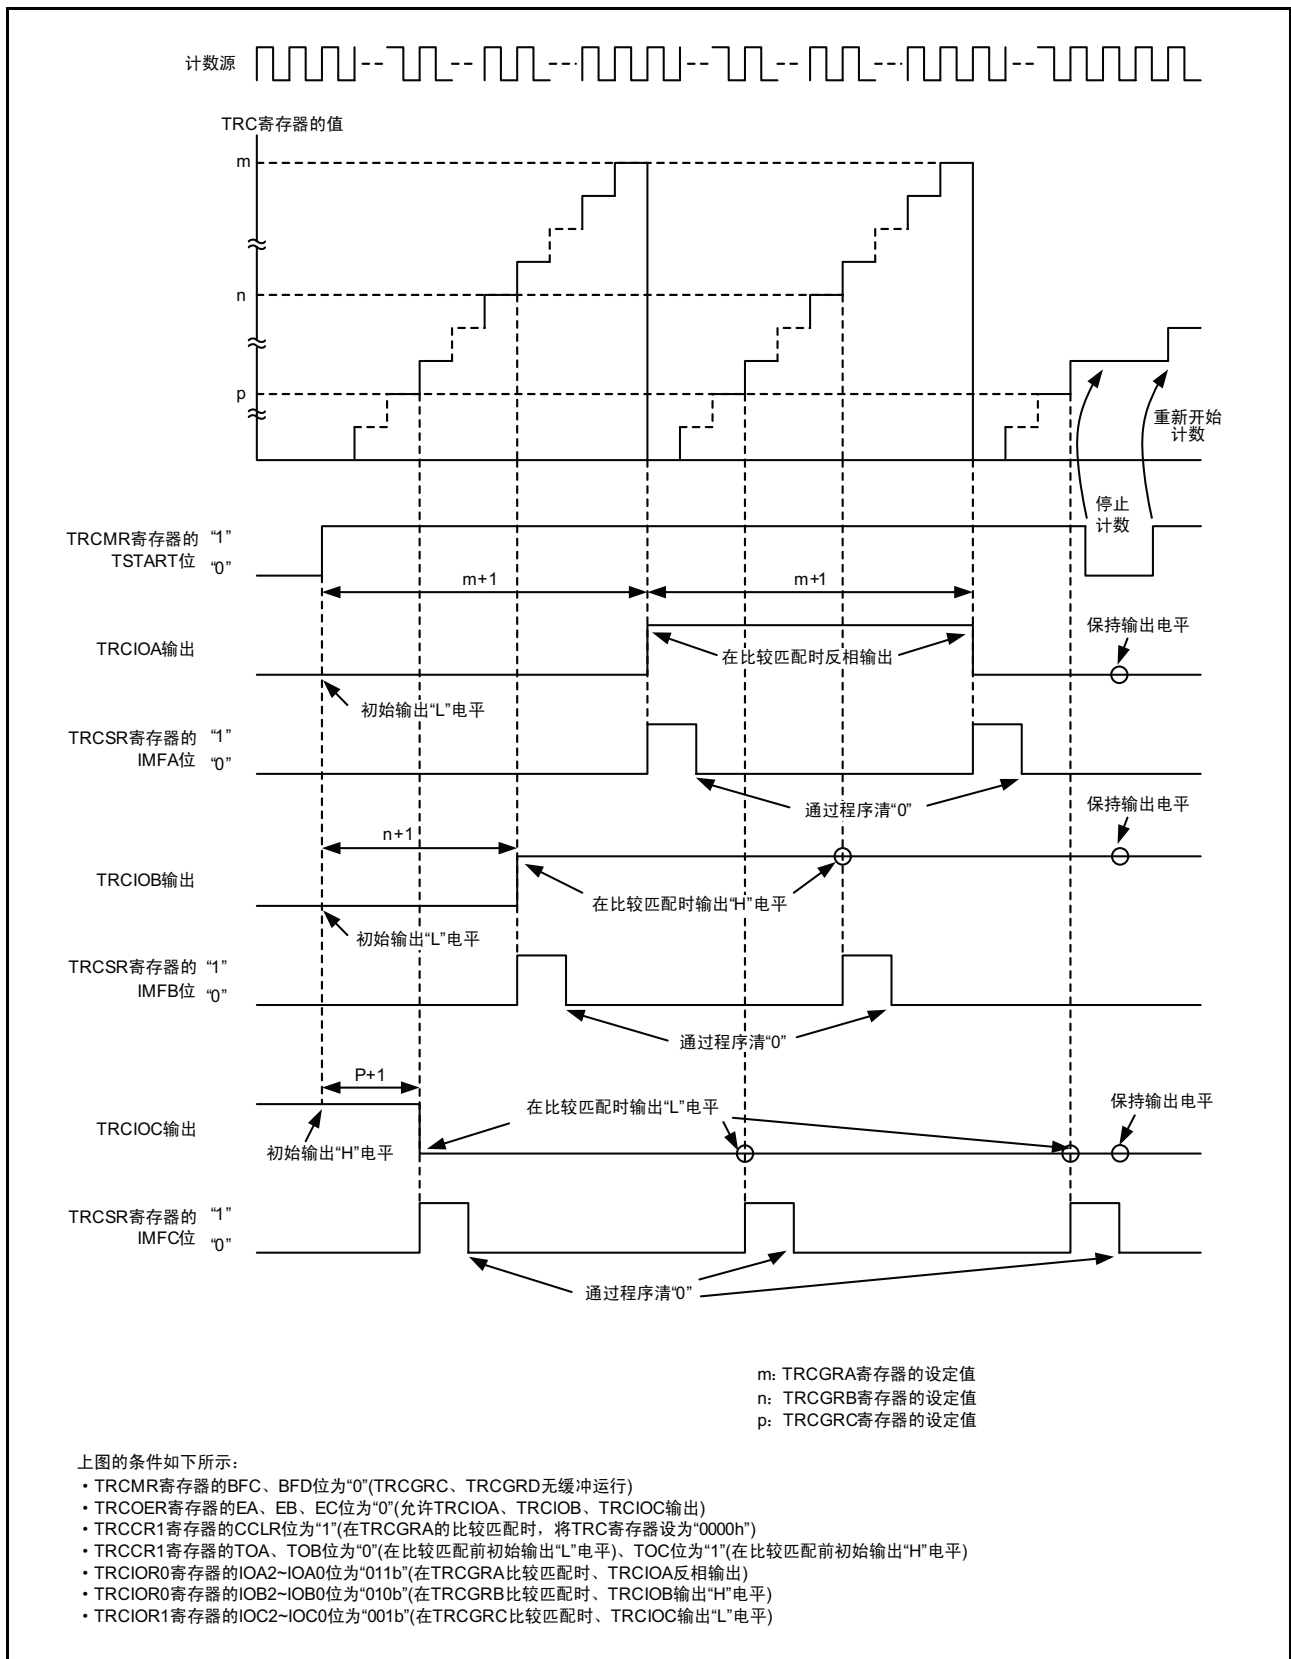 计数源
TRC寄存器的值
m
n
p
重新开始
计数
停止
计数
TRCMR寄存器的 “1”
TSTART位 “0”
m+1
m+1
TRCIOA输出
在比较匹配时反相输出
保持输出电平
初始输出“L”电平
TRCSR寄存器的 “1”
IMFA位 “0”
通过程序清“0”
n+1
保持输出电平
TRCIOB输出
在比较匹配时输出“H”电平
初始输出“L”电平
TRCSR寄存器的 “1”
IMFB位 “0”
通过程序清“0”
P+1
TRCIOC输出
在比较匹配时输出“L”电平
保持输出电平
初始输出“H”电平
TRCSR寄存器的 “1”
IMFC位 “0”
通过程序清“0”
m: TRCGRA寄存器的设定值
n: TRCGRB寄存器的设定值
p: TRCGRC寄存器的设定值
上图的条件如下所示：
・TRCMR寄存器的BFC、BFD位为“0”(TRCGRC、TRCGRD无缓冲运行)
・TRCOER寄存器的EA、EB、EC位为“0”(允许TRCIOA、TRCIOB、TRCIOC输出)
・TRCCR1寄存器的CCLR位为“1”(在TRCGRA的比较匹配时，将TRC寄存器设为“0000h”)
・TRCCR1寄存器的TOA、TOB位为“0”(在比较匹配前初始输出“L”电平)、TOC位为“1”(在比较匹配前初始输出“H”电平)
・TRCIOR0寄存器的IOA2~IOA0位为“011b”(在TRCGRA比较匹配时、TRCIOA反相输出)
・TRCIOR0寄存器的IOB2~IOB0位为“010b”(在TRCGRB比较匹配时、TRCIOB输出“H”电平)
・TRCIOR1寄存器的IOC2~IOC0位为“001b”(在TRCGRC比较匹配时、TRCIOC输出“L”电平)